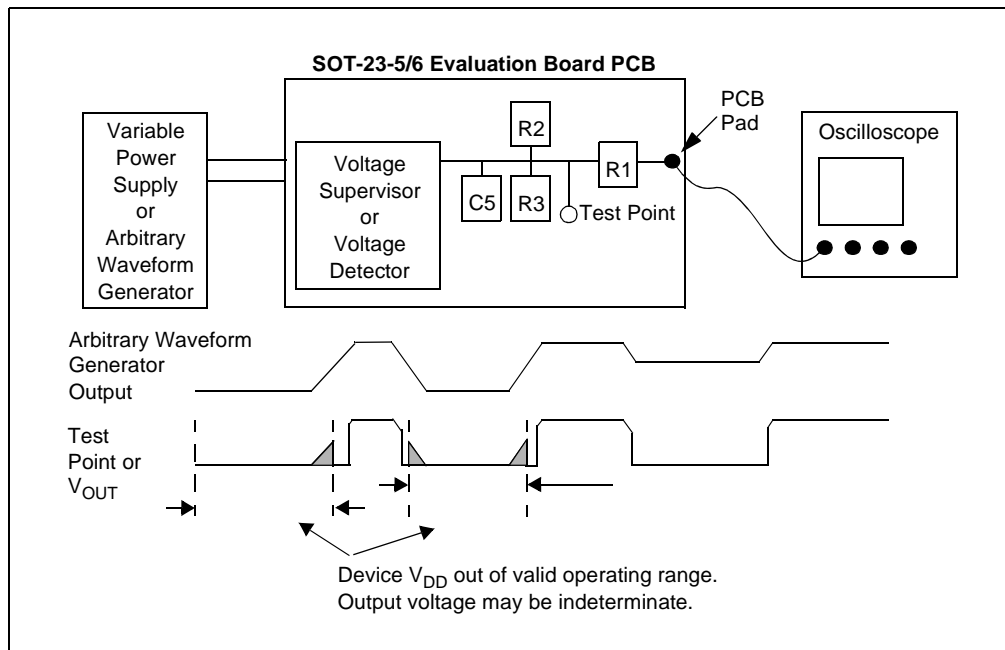 SOT-23-5/6 Evaluation Board PCB
Variable
Power
Supply
or
Arbitrary
Waveform
Generator
Voltage
Supervisor
or
Voltage
Detector
C5
R2
R3
Test Point
R1
PCB
Pad
Oscilloscope
Arbitrary Waveform
Generator
Output
Test
Point or
VOUT
Device VDD out of valid operating range.
Output voltage may be indeterminate.